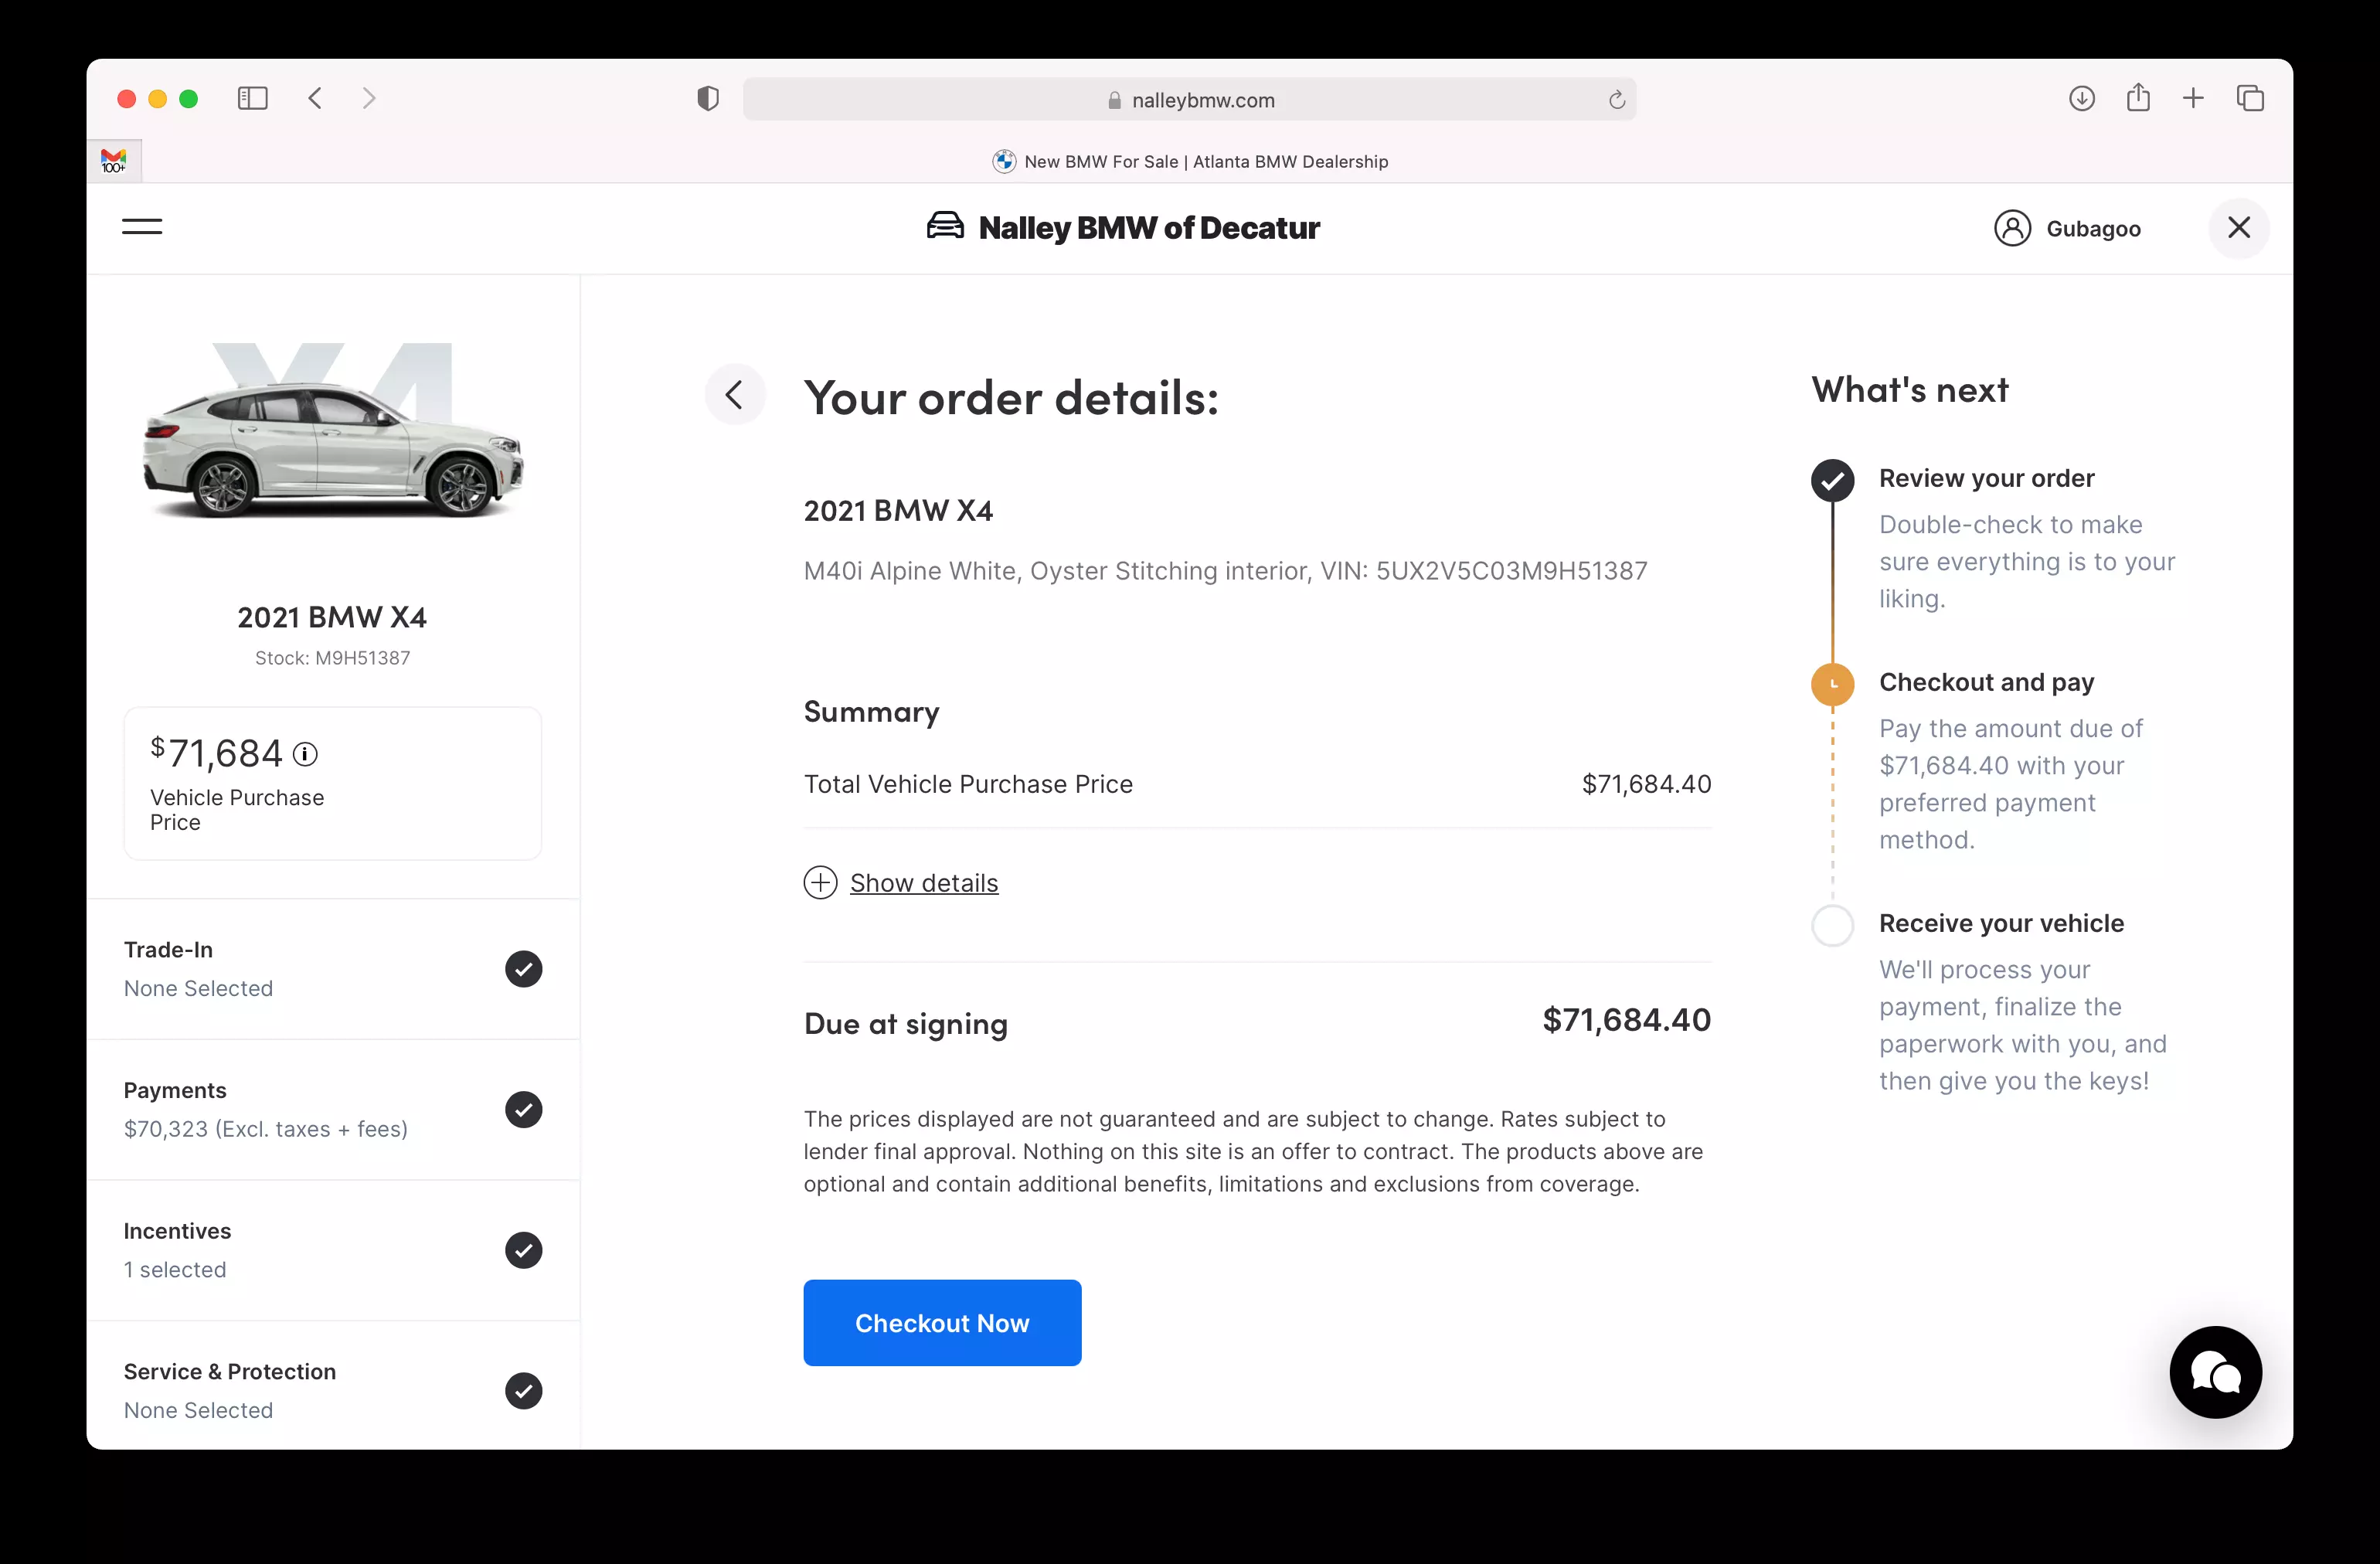 nalleybmw.com
100+
New BMW For Sale | Atlanta BMW Dealership
Nalley BMW of Decatur
Gubagoo
X4
2021 BMW X4
Stock: M9H51387
$71,684
Vehicle Purchase
Price
Trade-In
None Selected
Payments
$70,323 (Excl. taxes + fees)
Incentives
1 selected
Service & Protection
None Selected
Your order details:
2021 BMW X4
M40i Alpine White, Oyster Stitching interior, VIN: 5UX2V5C03M9H51387
Summary
Total Vehicle Purchase Price $71,684.40
Show details
Due at signing $71,684.40
The prices displayed are not guaranteed and are subject to change. Rates subject to
lender final approval. Nothing on this site is an offer to contract. The products above are
optional and contain additional benefits, limitations and exclusions from coverage.
Checkout Now
What's next
Review your order
Double-check to make
sure everything is to your
liking.
Checkout and pay
Pay the amount due of
$71,684.40 with your
preferred payment
method.
Receive your vehicle
We'll process your
payment, finalize the
paperwork with you, and
then give you the keys!